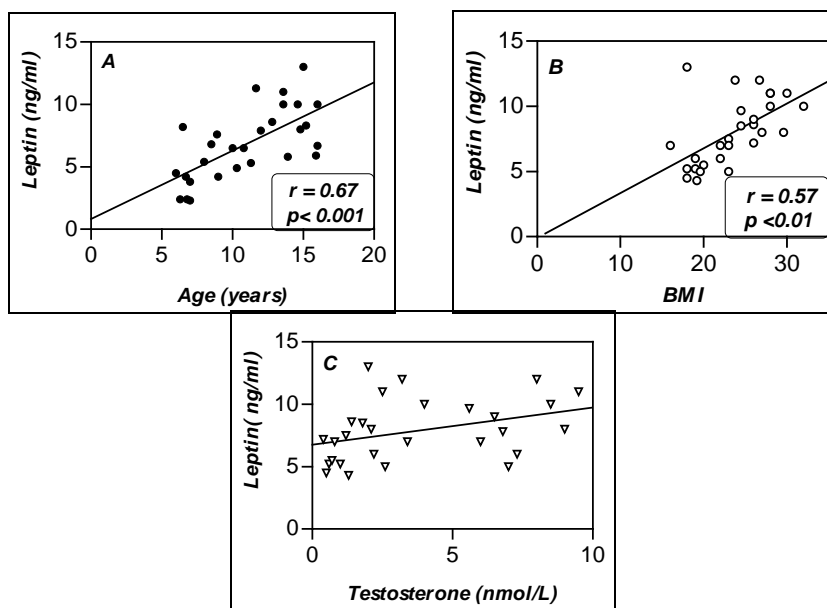 A
Leptin (ng/ml)
15
10
5
0
r = 0.67
p< 0.001
0 5 10 15 20
Age (years)
B
Leptin (ng/ml)
15
10
5
0
r = 0.57
p <0.01
0 10 20 30
BMI
C
Leptin( ng/ml)
15
10
5
0
0 5 10
Testosterone (nmol/L)